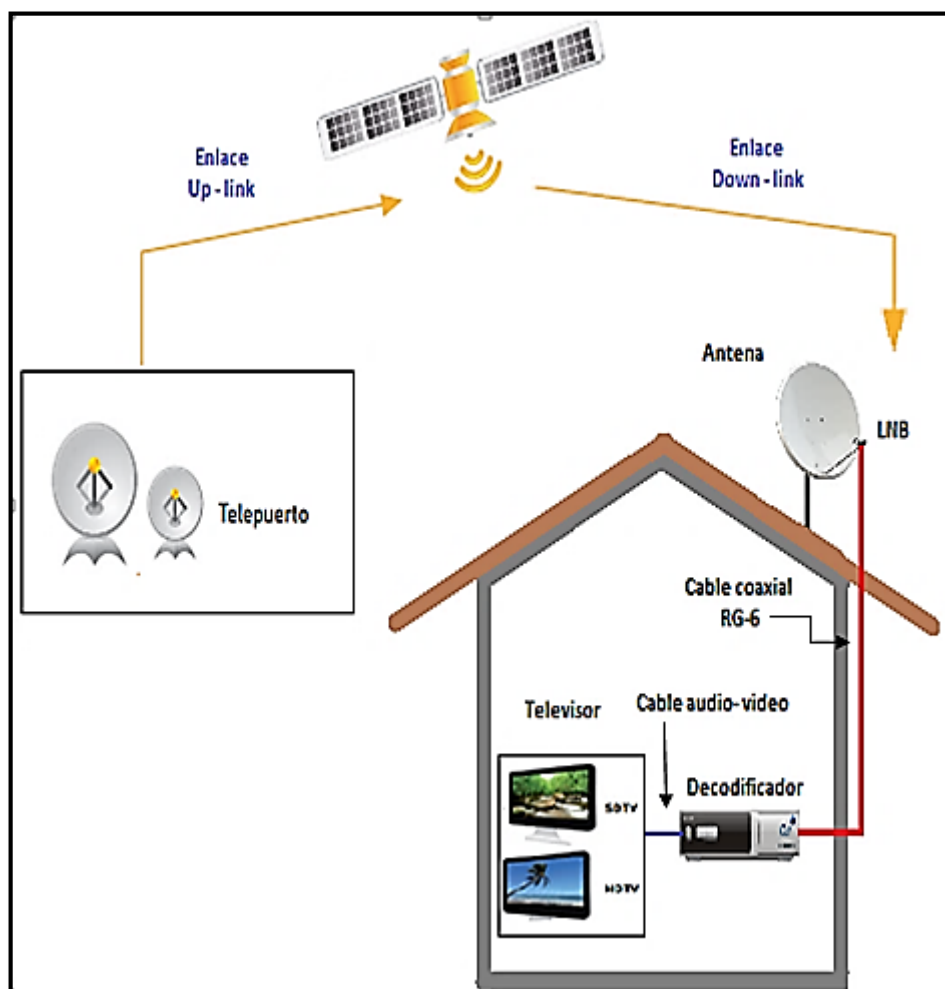 Enlace
Up - link
Enlace
Down - link
Antena
LNB
Telepuerto
Cable coaxial
RG-6
Cable audio- video
Televisor
Decodificador
SDTV
HDTV